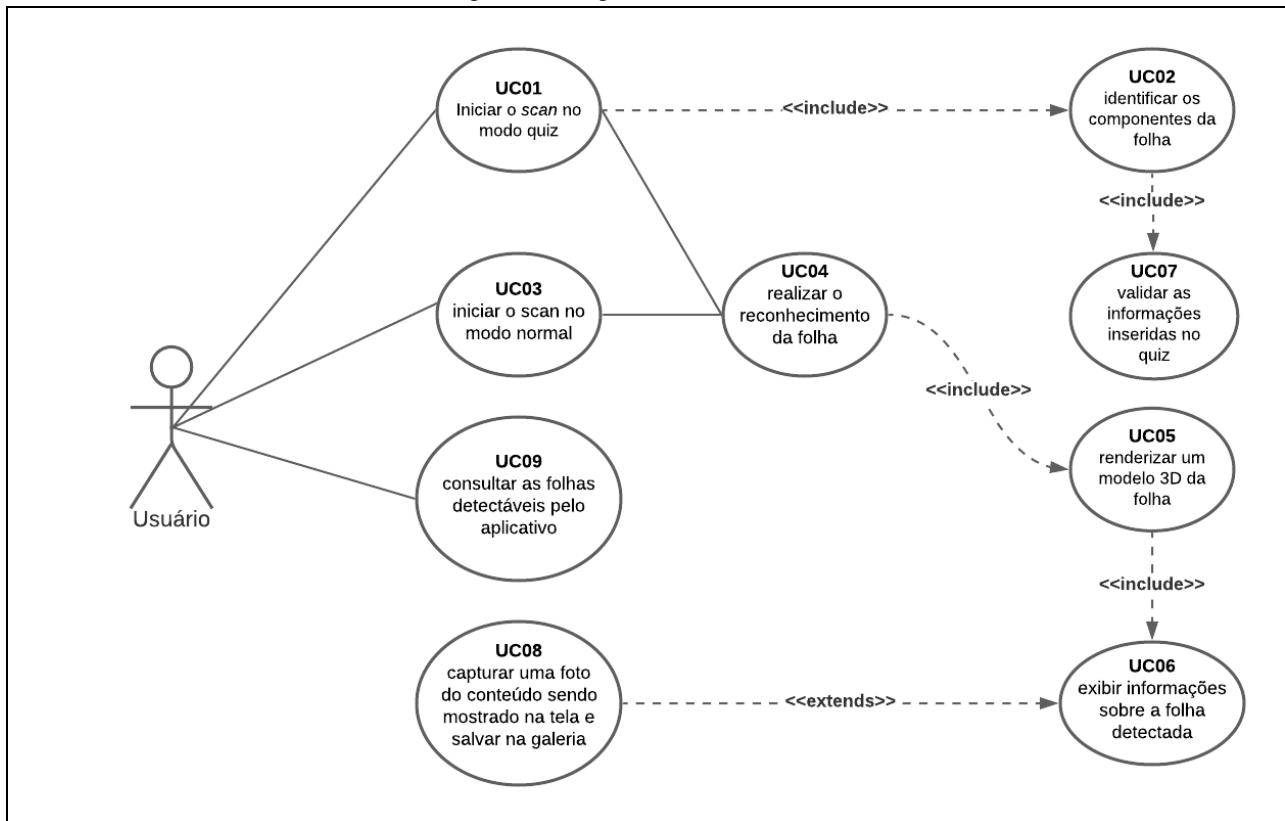 UC01
Iniciar o scan no
modo quiz
<<include>>
UC02
identificar os
componentes da
folha
<<include>>
UC03
iniciar o scan no
modo normal
UC04
realizar o
reconhecimento
da folha
UC07
validar as
informações
inseridas no
quiz
<<include>>
Usuário
UC09
consultar as folhas
detectáveis pelo
aplicativo
UC05
renderizar um
modelo 3D da
folha
<<include>>
UC08
capturar uma foto
do conteúdo sendo
mostrado na tela e
salvar na galeria
<<extends>>
UC06
exibir informações
sobre a folha
detectada